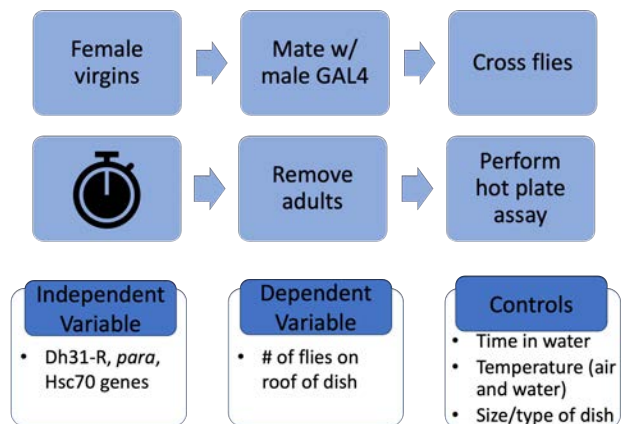 Female
virgins
Mate w/
male GAL4
Cross flies
Remove
adults
Perform
hot plate
assay
Independent
Variable
• Dh31-R, para,
Hsc70 genes
Dependent
Variable
• # of flies on
roof of dish
Controls
• Time in water
• Temperature (air
and water)
• Size/type of dish